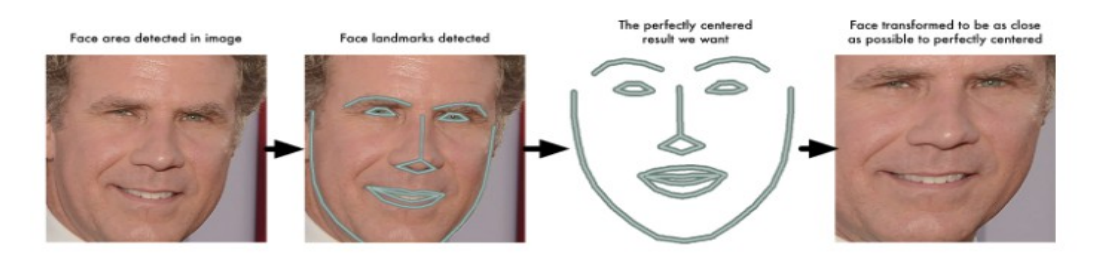 Face area detected in image
Face landmarks detected
The perfectly centered
result we want
Face transformed to be as close
as possible to perfectly centered